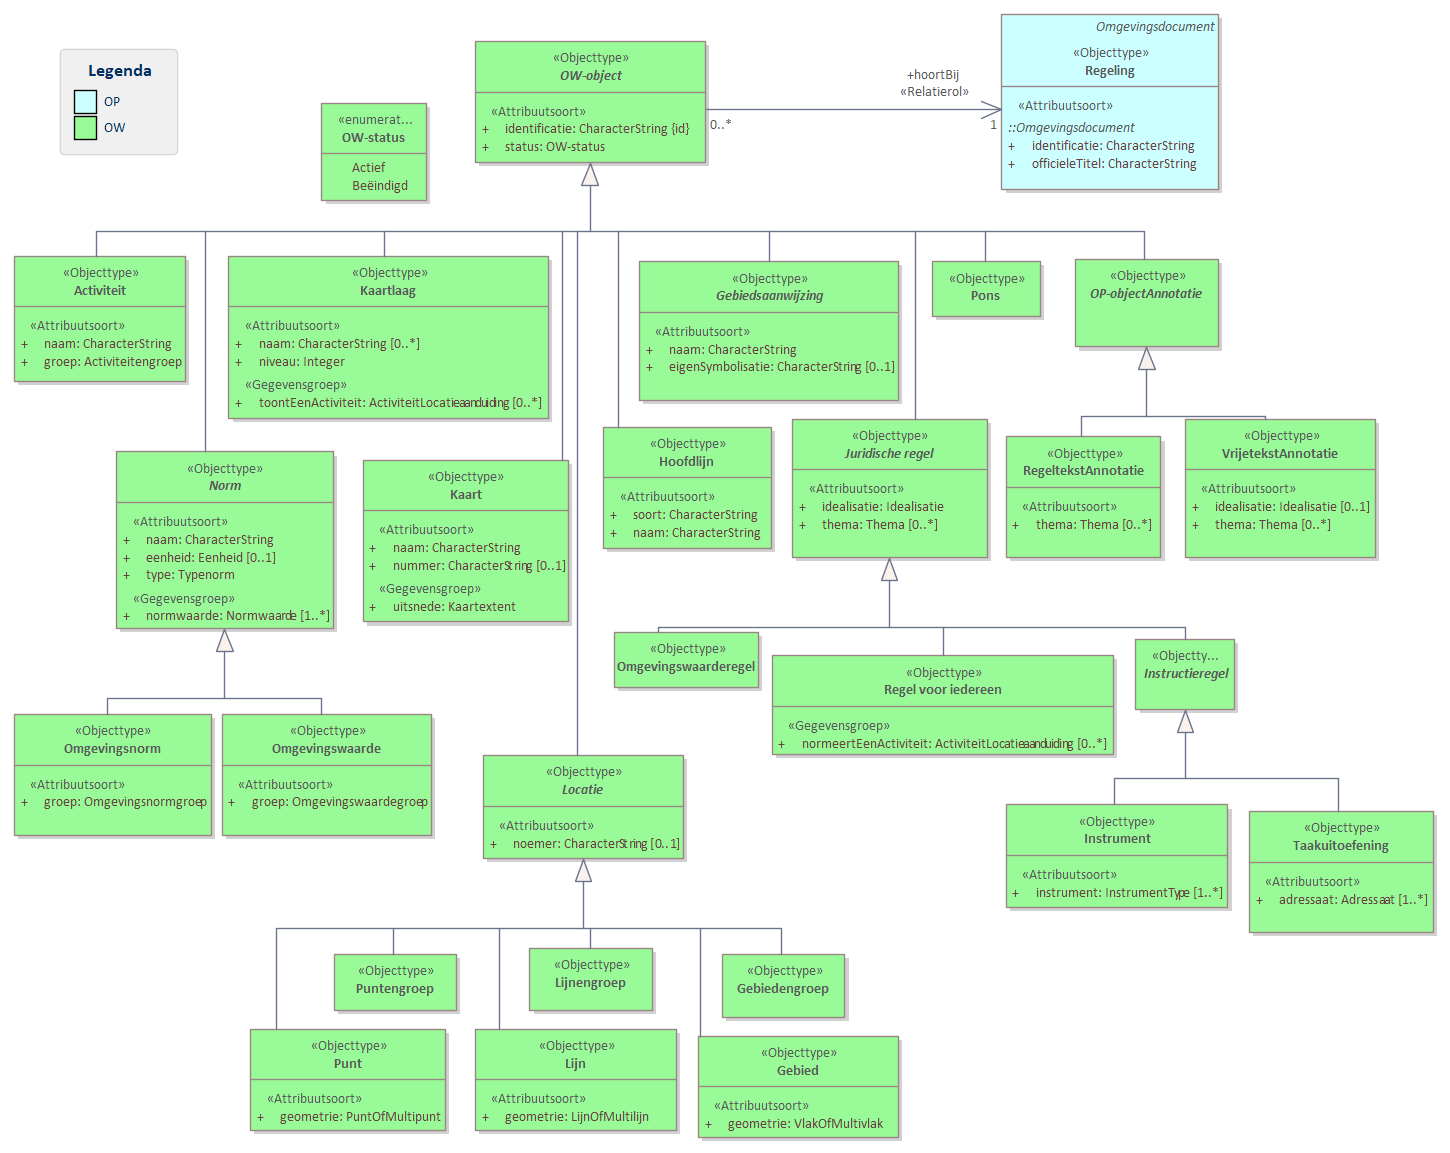 Legenda
OP
OW
«enumerat...
OW-status
Actief
Beëindigd
«Objecttype»
OW-object
«Attribuutsoort»
+ identificatie: CharacterString {id}
+ status: OW-status
+hoortBij
«Relatierol»
0..*
1
Omgevingsdocument
«Objecttype»
Regeling
«Attribuutsoort»
::Omgevingsdocument
+ identificatie: CharacterString
+ officieleTitel: CharacterString
«Objecttype»
Activiteit
«Attribuutsoort»
+ naam: CharacterString
+ groep: Activiteitengroep
«Objecttype»
Kaartlaag
«Attribuutsoort»
+ naam: CharacterString [0..*]
+ niveau: Integer
«Gegevensgroep»
+ toontEenActiviteit: ActiviteitLocatieaanduiding [0..*]
«Objecttype»
Gebiedsaanwijzing
«Attribuutsoort»
+ naam: CharacterString
+ eigenSymbolisatie: CharacterString [0..1]
«Objecttype»
Pons
«Objecttype»
OP-objectAnnotatie
«Objecttype»
Norm
«Attribuutsoort»
+ naam: CharacterString
+ eenheid: Eenheid [0..1]
+ type: Typenorm
«Gegevensgroep»
+ normwaarde: Normwaarde [1..*]
«Objecttype»
Kaart
«Attribuutsoort»
+ naam: CharacterString
+ nummer: CharacterString [0..1]
«Gegevensgroep»
+ uitsnede: Kaartextent
«Objecttype»
Hoofdlijn
«Attribuutsoort»
+ soort: CharacterString
+ naam: CharacterString
«Objecttype»
Juridische regel
«Attribuutsoort»
+ idealisatie: Idealisatie
+ thema: Thema [0..*]
«Objecttype»
RegeltekstAnnotatie
«Attribuutsoort»
+ thema: Thema [0..*]
«Objecttype»
VrijetekstAnnotatie
«Attribuutsoort»
+ idealisatie: Idealisatie [0..1]
+ thema: Thema [0..*]
«Objecttype»
Omgevingswaarderegel
«Objecttype»
Regel voor iedereen
«Gegevensgroep»
+ normeertEenActiviteit: ActiviteitLocatieaanduiding [0..*]
«Objectty...
Instructieregel
«Objecttype»
Omgevingsnorm
«Attribuutsoort»
+ groep: Omgevingsnormgroep
«Objecttype»
Omgevingswaarde
«Attribuutsoort»
+ groep: Omgevingswaardegroep
«Objecttype»
Locatie
«Attribuutsoort»
+ noemer: CharacterString [0..1]
«Objecttype»
Instrument
«Attribuutsoort»
+ instrument: InstrumentType [1..*]
«Objecttype»
Taakuitoefening
«Attribuutsoort»
+ adressaat: Adressaat [1..*]
«Objecttype»
Puntengroep
«Objecttype»
Lijnengroep
«Objecttype»
Gebiedengroep
«Objecttype»
Punt
«Attribuutsoort»
+ geometrie: PuntOfMultipunt
«Objecttype»
Lijn
«Attribuutsoort»
+ geometrie: LijnOfMultilijn
«Objecttype»
Gebied
«Attribuutsoort»
+ geometrie: VlakOfMultivlak